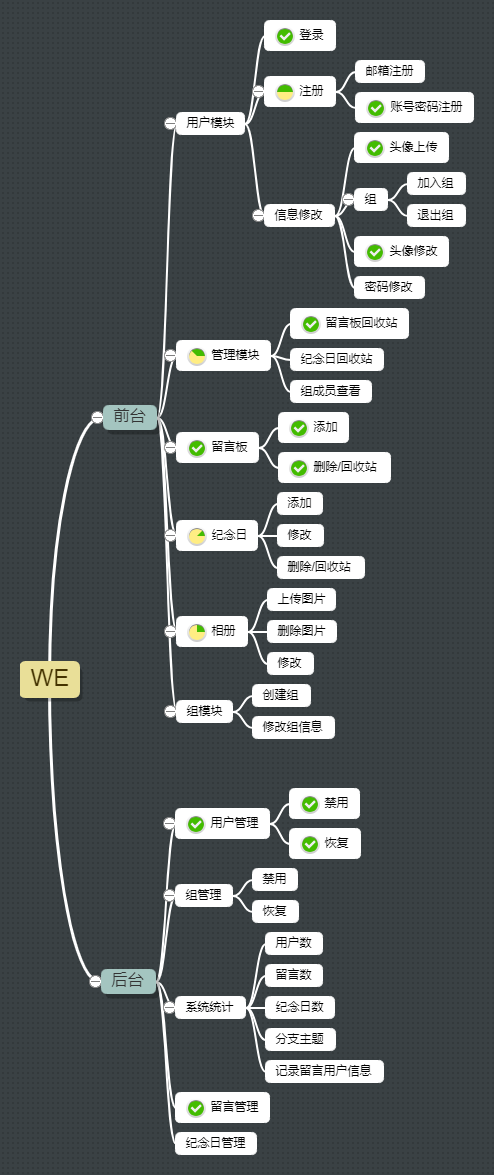 WE
前台
用户模块
登录
注册
邮箱注册
账号密码注册
信息修改
头像上传
组
加入组
退出组
头像修改
密码修改
管理模块
留言板回收站
纪念日回收站
组成员查看
留言板
添加
删除/回收站
纪念日
添加
修改
删除/回收站
相册
上传图片
删除图片
修改
组模块
创建组
修改组信息
后台
用户管理
禁用
恢复
组管理
禁用
恢复
系统统计
用户数
留言数
纪念日数
分支主题
记录留言用户信息
留言管理
纪念日管理